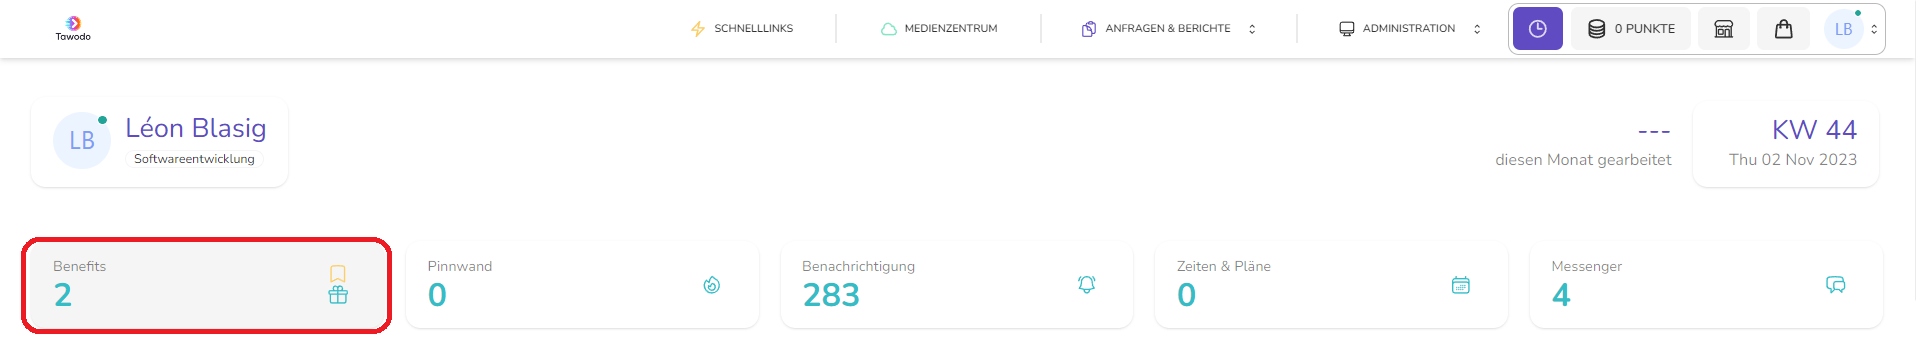 Tawodo
SCHNELLLINKS
MEDIENZENTRUM
ANFRAGEN & BERICHTE
ADMINISTRATION
0 PUNKTE
LB
LB
Léon Blasig
Softwareentwicklung
---
diesen Monat gearbeitet
KW 44
Thu 02 Nov 2023
Benefits
2
Pinnwand
0
Benachrichtigung
283
Zeiten & Pläne
0
Messenger
4